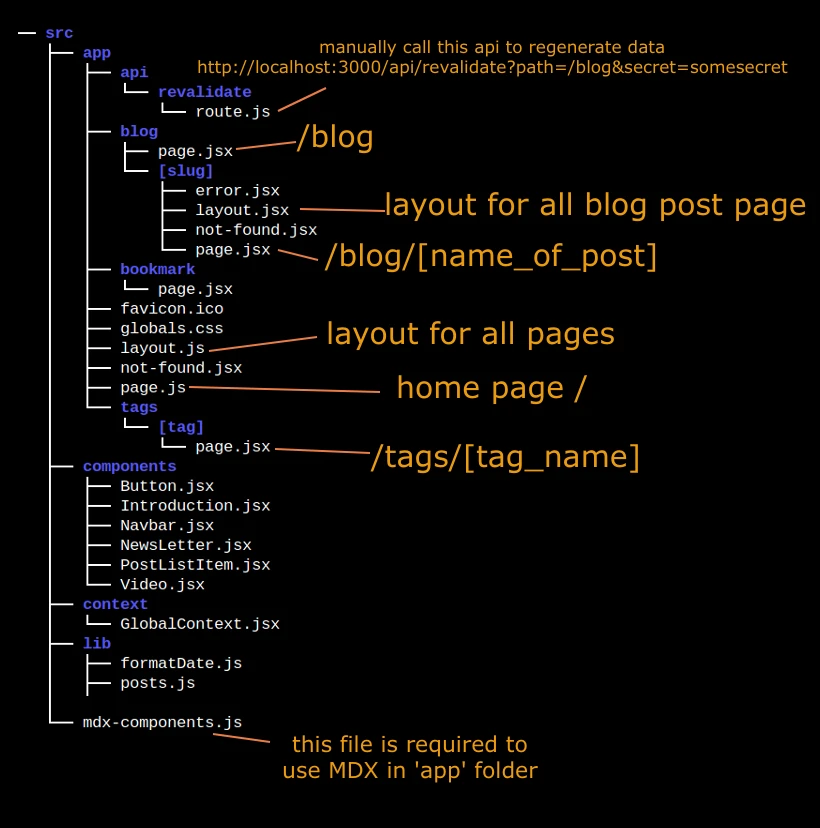 src
app
manually call this api to regenerate data
api
http://localhost:3000/api/revalidate?path=/blog&secret=somesecret
revalidate
route.js
blog
/blog
page.jsx
[slug]
error.jsx
layout.jsx
layout for all blog post page
not-found.jsx
page.jsx
/blog/[name_of_post]
bookmark
page.jsx
favicon.ico
globals.css
layout for all pages
layout.js
not-found.jsx
page.js
home page /
tags
[tag]
page.jsx
/tags/[tag_name]
components
Button.jsx
Introduction.jsx
Navbar.jsx
NewsLetter.jsx
PostListItem.jsx
Video.jsx
context
GlobalContext.jsx
lib
formatDate.js
posts.js
mdx-components.js
this file is required to
use MDX in 'app' folder